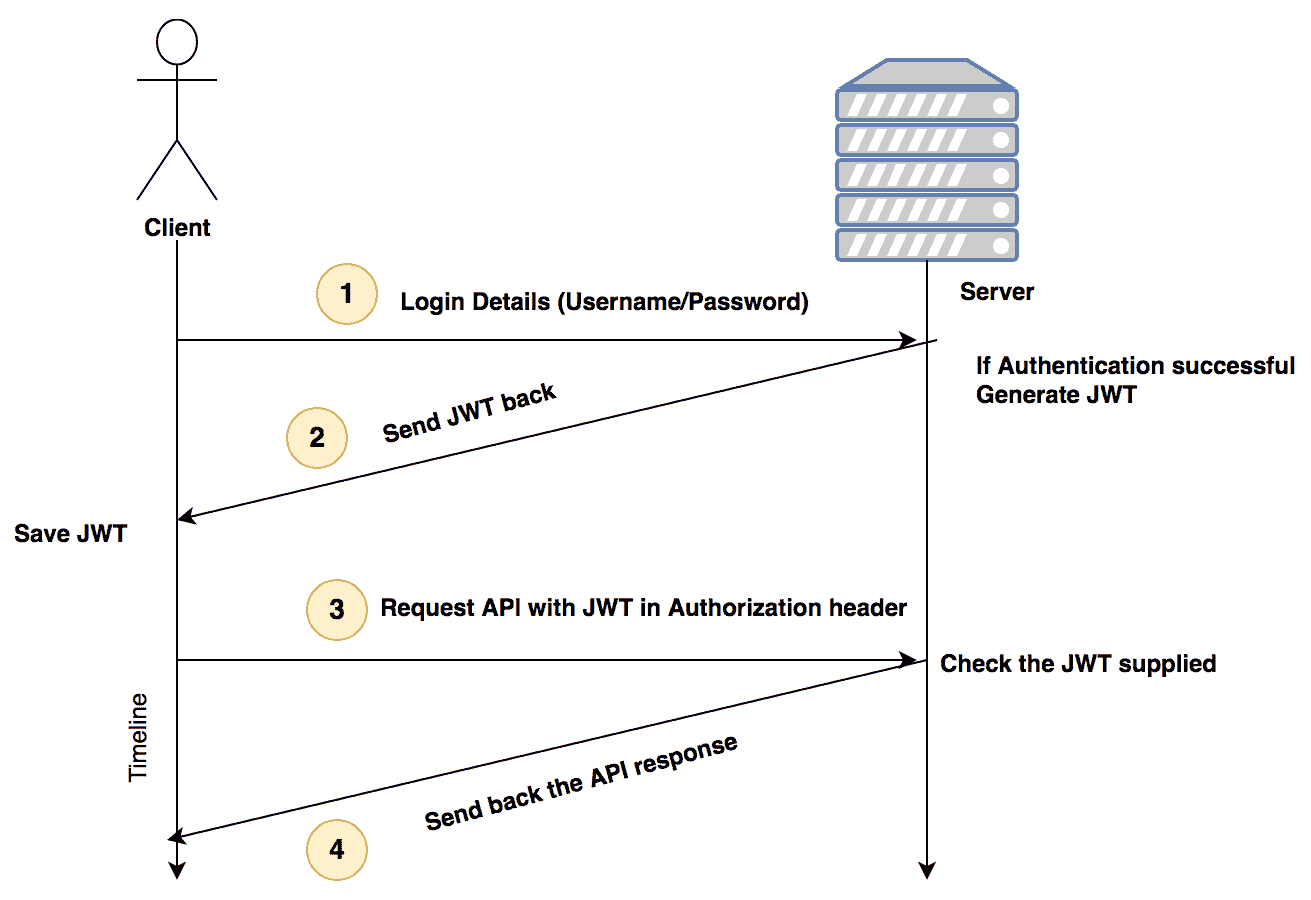 Client
Server
1
Login Details (Username/Password)
If Authentication successful
Generate JWT
2
Send JWT back
Save JWT
3
Request API with JWT in Authorization header
Check the JWT supplied
Timeline
Send back the API response
4